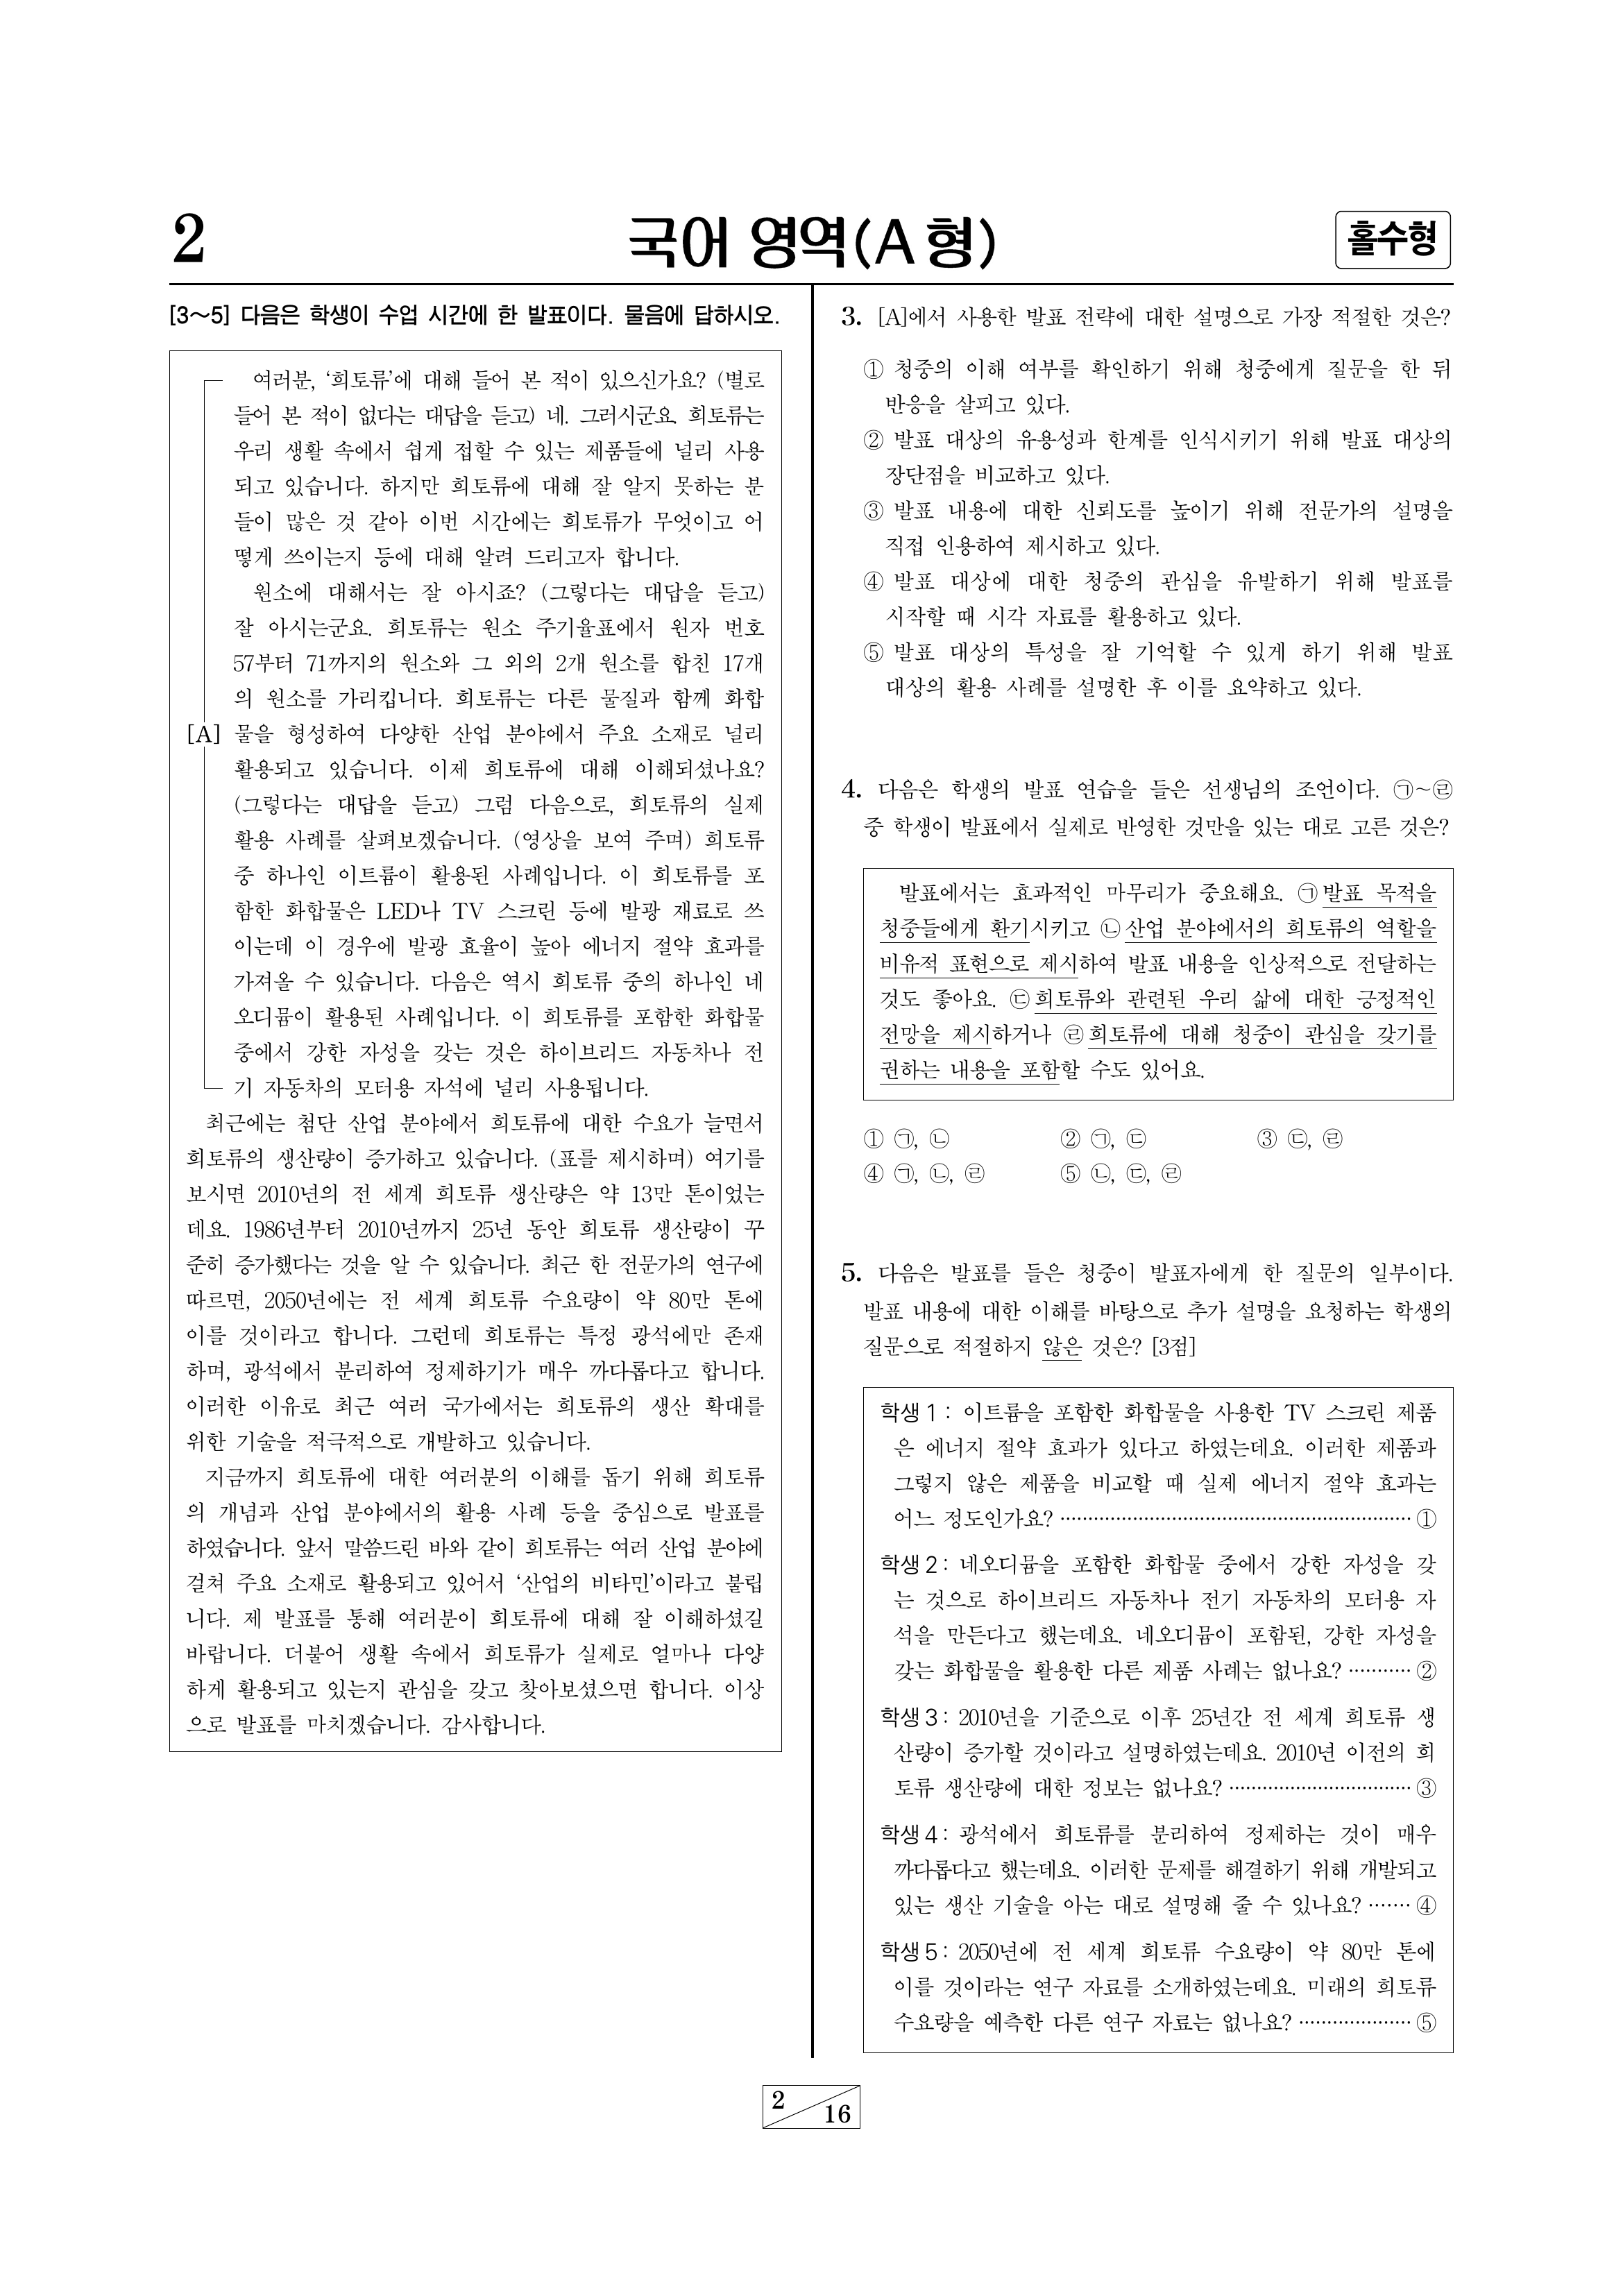 2
국어 영역(A형)
홀수형
[3～5] 다음은 학생이 수업 시간에 한 발표이다. 물음에 답하시오.
여러분, ‘희토류’에 대해 들어 본 적이 있으신가요? (별로
들어 본 적이 없다는 대답을 듣고) 네. 그러시군요. 희토류는
우리 생활 속에서 쉽게 접할 수 있는 제품들에 널리 사용
되고 있습니다. 하지만 희토류에 대해 잘 알지 못하는 분
들이 많은 것 같아 이번 시간에는 희토류가 무엇이고 어
떻게 쓰이는지 등에 대해 알려 드리고자 합니다.
원소에 대해서는 잘 아시죠? (그렇다는 대답을 듣고)
잘 아시는군요. 희토류는 원소 주기율표에서 원자 번호
57부터 71까지의 원소와 그 외의 2개 원소를 합친 17개
의 원소를 가리킵니다. 희토류는 다른 물질과 함께 화합
[A] 물을 형성하여 다양한 산업 분야에서 주요 소재로 널리
활용되고 있습니다. 이제 희토류에 대해 이해되셨나요?
(그렇다는 대답을 듣고) 그럼 다음으로, 희토류의 실제
활용 사례를 살펴보겠습니다. (영상을 보여 주며) 희토류
중 하나인 이트륨이 활용된 사례입니다. 이 희토류를 포
함한 화합물은 LED나 TV 스크린 등에 발광 재료로 쓰
이는데 이 경우에 발광 효율이 높아 에너지 절약 효과를
가져올 수 있습니다. 다음은 역시 희토류 중의 하나인 네
오디뮴이 활용된 사례입니다. 이 희토류를 포함한 화합물
중에서 강한 자성을 갖는 것은 하이브리드 자동차나 전
기 자동차의 모터용 자석에 널리 사용됩니다.
최근에는 첨단 산업 분야에서 희토류에 대한 수요가 늘면서
희토류의 생산량이 증가하고 있습니다. (표를 제시하며) 여기를
보시면 2010년의 전 세계 희토류 생산량은 약 13만 톤이었는
데요. 1986년부터 2010년까지 25년 동안 희토류 생산량이 꾸
준히 증가했다는 것을 알 수 있습니다. 최근 한 전문가의 연구에
따르면, 2050년에는 전 세계 희토류 수요량이 약 80만 톤에
이를 것이라고 합니다. 그런데 희토류는 특정 광석에만 존재
하며, 광석에서 분리하여 정제하기가 매우 까다롭다고 합니다.
이러한 이유로 최근 여러 국가에서는 희토류의 생산 확대를
위한 기술을 적극적으로 개발하고 있습니다.
지금까지 희토류에 대한 여러분의 이해를 돕기 위해 희토류
의 개념과 산업 분야에서의 활용 사례 등을 중심으로 발표를
하였습니다. 앞서 말씀드린 바와 같이 희토류는 여러 산업 분야에
걸쳐 주요 소재로 활용되고 있어서 ‘산업의 비타민’이라고 불립
니다. 제 발표를 통해 여러분이 희토류에 대해 잘 이해하셨길
바랍니다. 더불어 생활 속에서 희토류가 실제로 얼마나 다양
하게 활용되고 있는지 관심을 갖고 찾아보셨으면 합니다. 이상
으로 발표를 마치겠습니다. 감사합니다.
3. [A]에서 사용한 발표 전략에 대한 설명으로 가장 적절한 것은?
① 청중의 이해 여부를 확인하기 위해 청중에게 질문을 한 뒤
반응을 살피고 있다.
② 발표 대상의 유용성과 한계를 인식시키기 위해 발표 대상의
장단점을 비교하고 있다.
③ 발표 내용에 대한 신뢰도를 높이기 위해 전문가의 설명을
직접 인용하여 제시하고 있다.
④ 발표 대상에 대한 청중의 관심을 유발하기 위해 발표를
시작할 때 시각 자료를 활용하고 있다.
⑤ 발표 대상의 특성을 잘 기억할 수 있게 하기 위해 발표
대상의 활용 사례를 설명한 후 이를 요약하고 있다.
4. 다음은 학생의 발표 연습을 들은 선생님의 조언이다. ㉠～㉣
중 학생이 발표에서 실제로 반영한 것만을 있는 대로 고른 것은?
발표에서는 효과적인 마무리가 중요해요. ㉠발표 목적을
청중들에게 환기시키고 ㉡산업 분야에서의 희토류의 역할을
비유적 표현으로 제시하여 발표 내용을 인상적으로 전달하는
것도 좋아요. ㉢희토류와 관련된 우리 삶에 대한 긍정적인
전망을 제시하거나 ㉣희토류에 대해 청중이 관심을 갖기를
권하는 내용을 포함할 수도 있어요.
① ㉠, ㉡ ② ㉠, ㉢ ③ ㉢, ㉣
④ ㉠, ㉡, ㉣ ⑤ ㉡, ㉢, ㉣
5. 다음은 발표를 들은 청중이 발표자에게 한 질문의 일부이다.
발표 내용에 대한 이해를 바탕으로 추가 설명을 요청하는 학생의
질문으로 적절하지 않은 것은? [3점]
학생 1 : 이트륨을 포함한 화합물을 사용한 TV 스크린 제품
은 에너지 절약 효과가 있다고 하였는데요. 이러한 제품과
그렇지 않은 제품을 비교할 때 실제 에너지 절약 효과는
어느 정도인가요? ················ ①
학생 2 : 네오디뮴을 포함한 화합물 중에서 강한 자성을 갖
는 것으로 하이브리드 자동차나 전기 자동차의 모터용 자
석을 만든다고 했는데요. 네오디뮴이 포함된, 강한 자성을
갖는 화합물을 활용한 다른 제품 사례는 없나요? ··········· ②
학생 3 : 2010년을 기준으로 이후 25년간 전 세계 희토류 생
산량이 증가할 것이라고 설명하였는데요. 2010년 이전의 희
토류 생산량에 대한 정보는 없나요? ················ ③
학생 4 : 광석에서 희토류를 분리하여 정제하는 것이 매우
까다롭다고 했는데요. 이러한 문제를 해결하기 위해 개발되고
있는 생산 기술을 아는 대로 설명해 줄 수 있나요? ······· ④
학생 5 : 2050년에 전 세계 희토류 수요량이 약 80만 톤에
이를 것이라는 연구 자료를 소개하였는데요. 미래의 희토류
수요량을 예측한 다른 연구 자료는 없나요? ················ ⑤
2
16